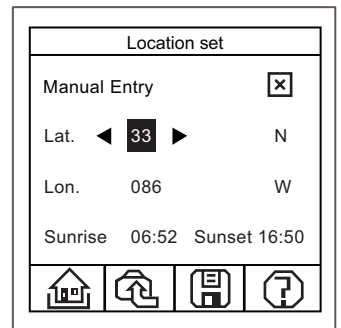 Location set
Manual Entry
Lat. 33 N
Lon. 086 W
Sunrise 06:52 Sunset 16:50
?